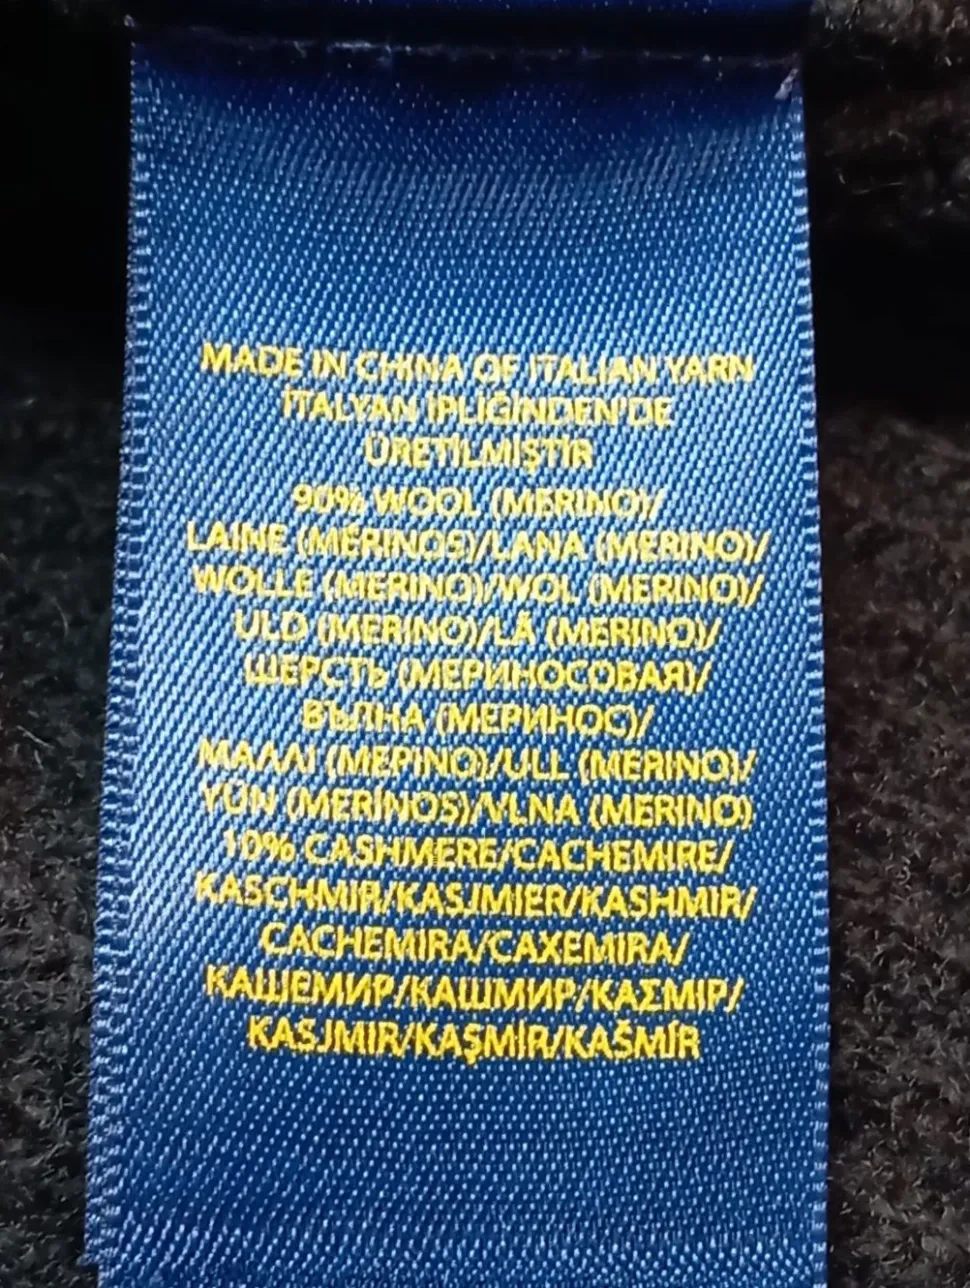 MADE IN CHINA OF ITALIAN YARN
İTALYAN İPLİĞİNDEN'DE
ÜRETİLMİŞTİR
90% WOOL (MERINO)/
LAINE (MÉRINOS)/LANA (MERINO)/
WOLLE (MERINO)/WOL (MERINO)/
ULD (MERINO)/LÃ (MERINO)/
ШЕРСТЬ (МЕРИНОСОВАЯ)/
ВЪЛНА (МЕРИНОС)/
ΜΑΛΛΙ (ΜΕΡΙΝΟ)/ULL (MERINO)/
YÜN (MERİNOS)/VLNA (MERINO)
10% CASHMERE/CACHEMIRE/
KASCHMIR/KASJMIER/KASHMIR/
CACHEMIRA/CAXEMIRA/
КАШЕМИР/КАШМИР/ΚΑΣΜΙΡ/
KASJMIR/KAŞMİR/KAŠMÍR